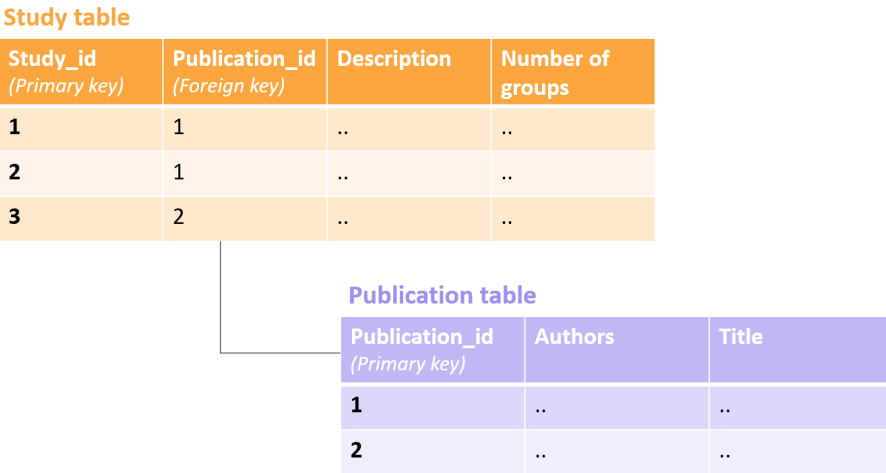 Study table
Study_id Publication_id Description Number of
(Primary key) (Foreign key) groups
1 1 .. ..
2 1 .. ..
3 2 .. ..
Publication table
Publication_id Authors Title
(Primary key)
1 .. ..
2 .. ..